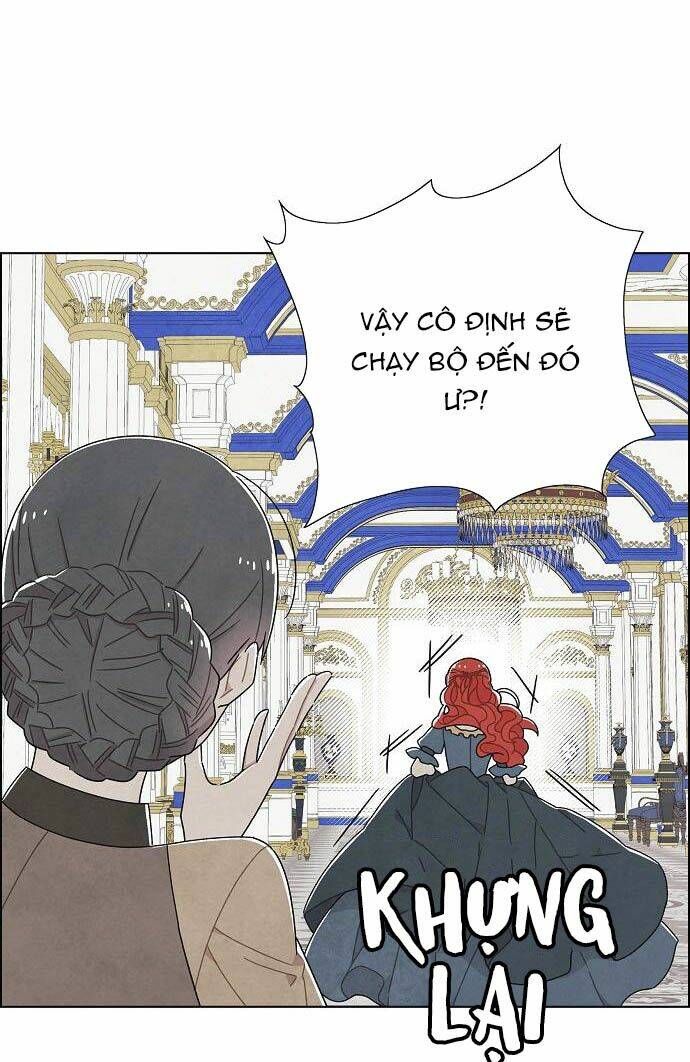 VẬY CÔ ĐỊNH SẼ
CHẠY BỘ ĐẾN ĐÓ
Ư?!
KHỰNG
LẠI